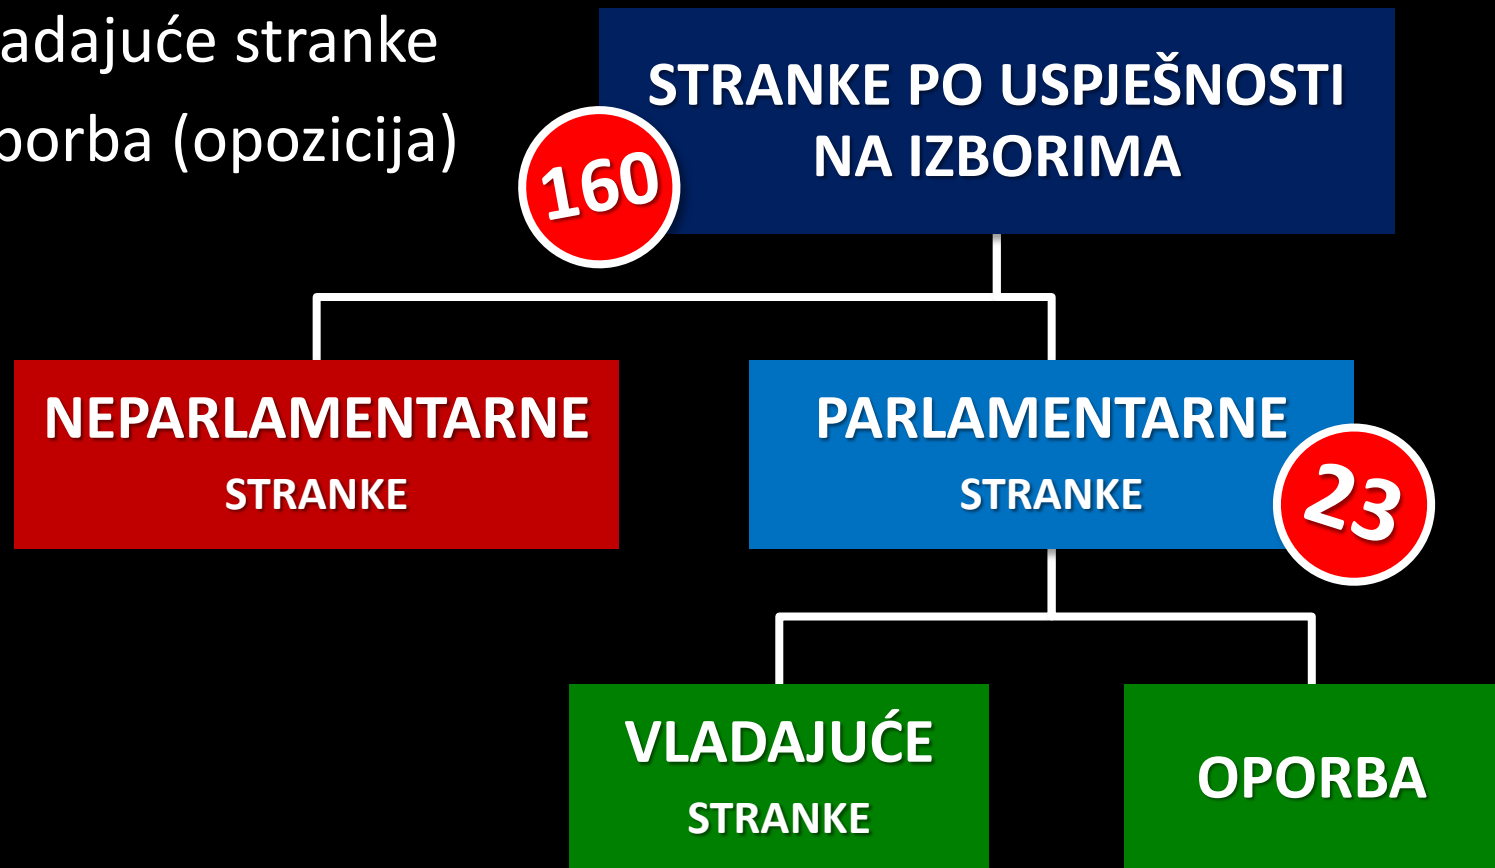 adajuće stranke
porba (opozicija)
STRANKE PO USPJEŠNOSTI
NA IZBORIMA
160
NEPARLAMENTARNE
STRANKE
PARLAMENTARNE
STRANKE
23
VLADAJUĆE
STRANKE
OPORBA